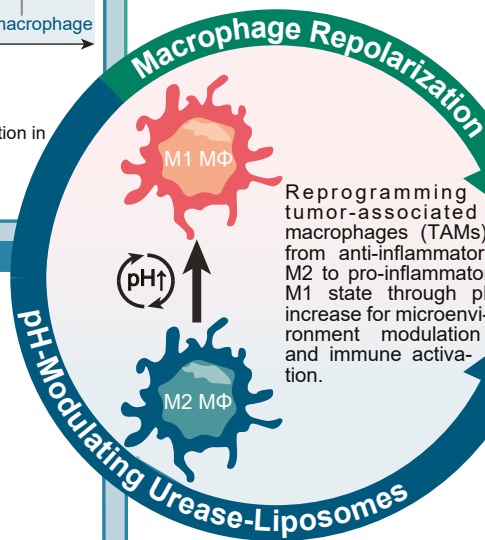 macrophage
tion in
Macrophage Repolarization
M1 MΦ
Reprogramming
tumor-associated
macrophages (TAMs)
from anti-inflammator
M2 to pro-inflammator
M1 state through p
increase for microenvi-
ronment modulation
and immune activa-
tion.
pH↑
M2 MΦ
pH-Modulating Urease-Liposomes